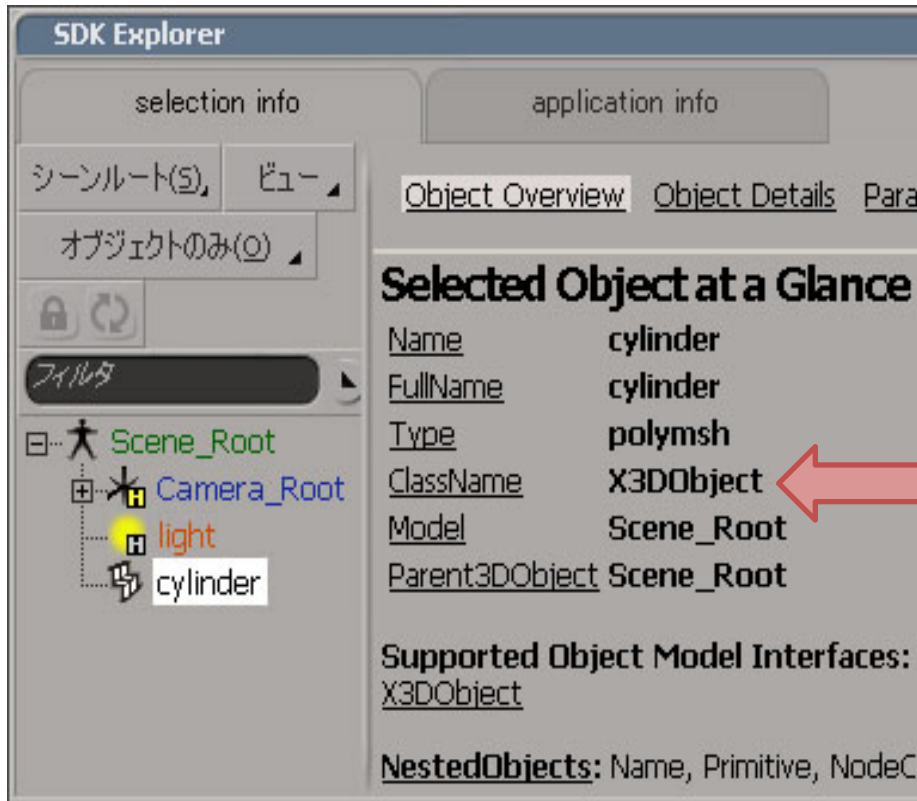 SDK Explorer
selection info
application info
シーンルート(S)
ビュー
オブジェクトのみ(O)
フィルタ
Scene_Root
Camera_Root
light
cylinder
Object Overview Object Details Para
Selected Object at a Glance
Name cylinder
FullName cylinder
Type polymsh
ClassName X3DObject
Model Scene_Root
Parent3DObject Scene_Root
Supported Object Model Interfaces:
X3DObject
NestedObjects: Name, Primitive, NodeC